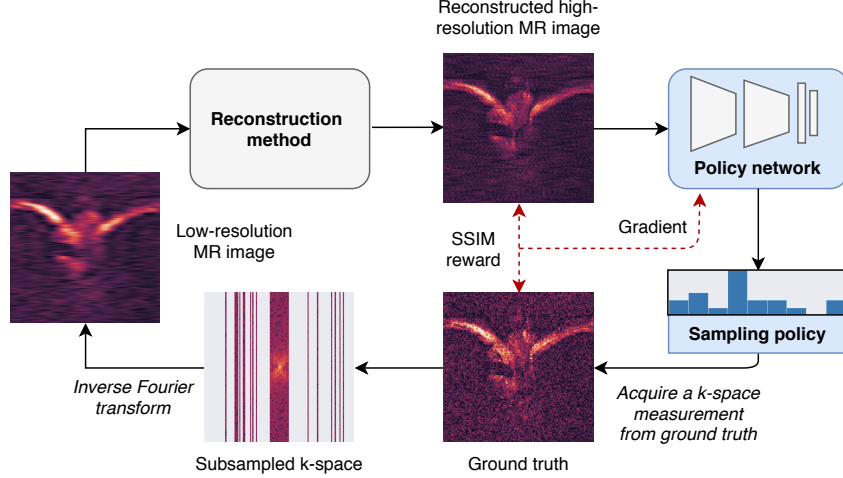 Reconstructed high-
resolution MR image
Reconstruction
method
Policy network
Low-resolution
MR image
SSIM
reward
Gradient
Sampling policy
Inverse Fourier
transform
Acquire a k-space
measurement
from ground truth
Subsampled k-space
Ground truth